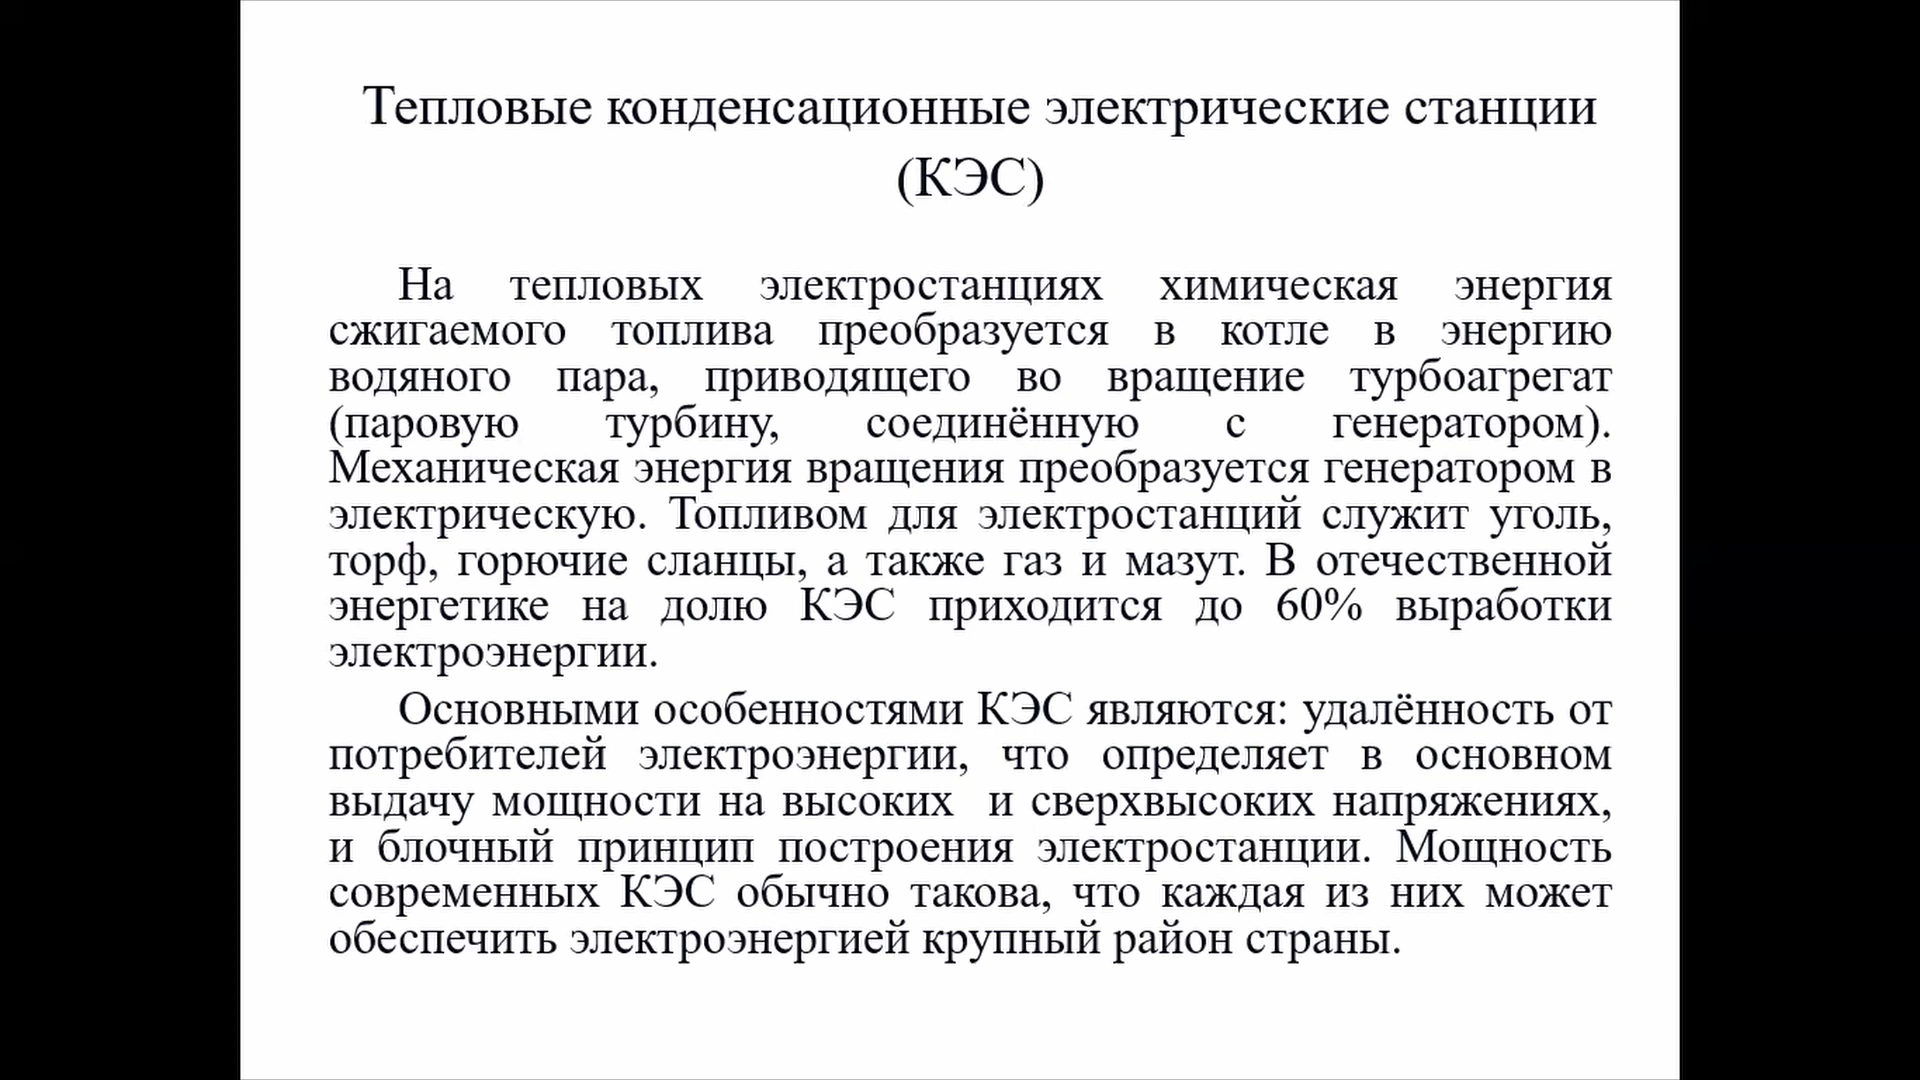 Тепловые конденсационные электрические станции
(КЭС)
На тепловых электростанциях химическая энергия
сжигаемого топлива преобразуется в котле в энергию
водяного пара, приводящего во вращение турбоагрегат
(паровую турбину, соединённую с генератором).
Механическая энергия вращения преобразуется генератором в
электрическую. Топливом для электростанций служит уголь,
торф, горючие сланцы, а также газ и мазут. В отечественной
энергетике на долю КЭС приходится до 60% выработки
электроэнергии.
Основными особенностями КЭС являются: удалённость от
потребителей электроэнергии, что определяет в основном
выдачу мощности на высоких и сверхвысоких напряжениях,
и блочный принцип построения электростанции. Мощность
современных КЭС обычно такова, что каждая из них может
обеспечить электроэнергией крупный район страны.